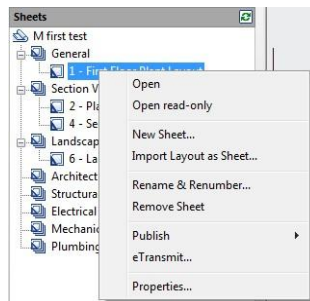 Sheets
M first test
General
1 - First Floor Plant Layout
Section V
2 - Pla
4 - Se
Landscap
6 - La
Architect
Structura
Electrical
Mechanic
Plumbing
Open
Open read-only
New Sheet...
Import Layout as Sheet...
Rename & Renumber...
Remove Sheet
Publish
eTransmit...
Properties...